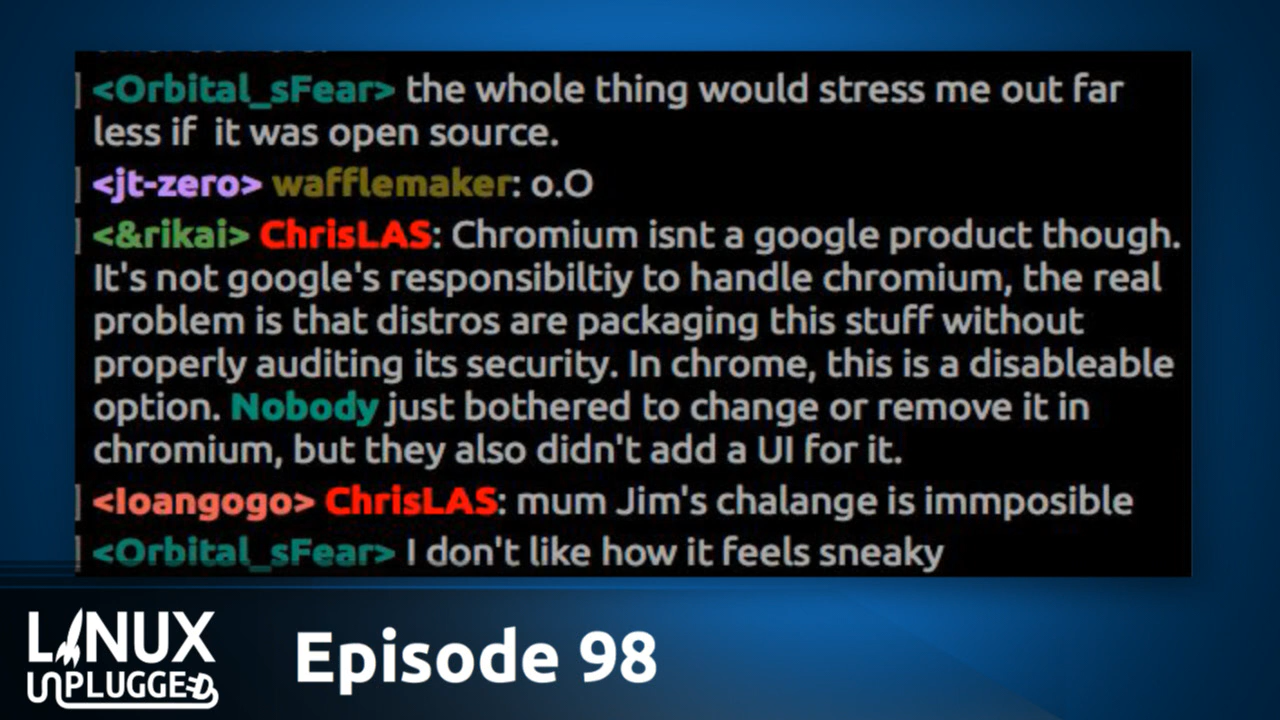 <Orbital_sFear> the whole thing would stress me out far
less if  it was open source.
<jt-zero> wafflemaker: o.O
<&rikai> ChrisLAS: Chromium isnt a google product though.
It's not google's responsibiltiy to handle chromium, the real
problem is that distros are packaging this stuff without
properly auditing its security. In chrome, this is a disableable
option. Nobody just bothered to change or remove it in
chromium, but they also didn't add a UI for it.
<Ioangogo> ChrisLAS: mum Jim's chalange is immposible
<Orbital_sFear> I don't like how it feels sneaky
LINUX
UNPLUGGED
Episode 98